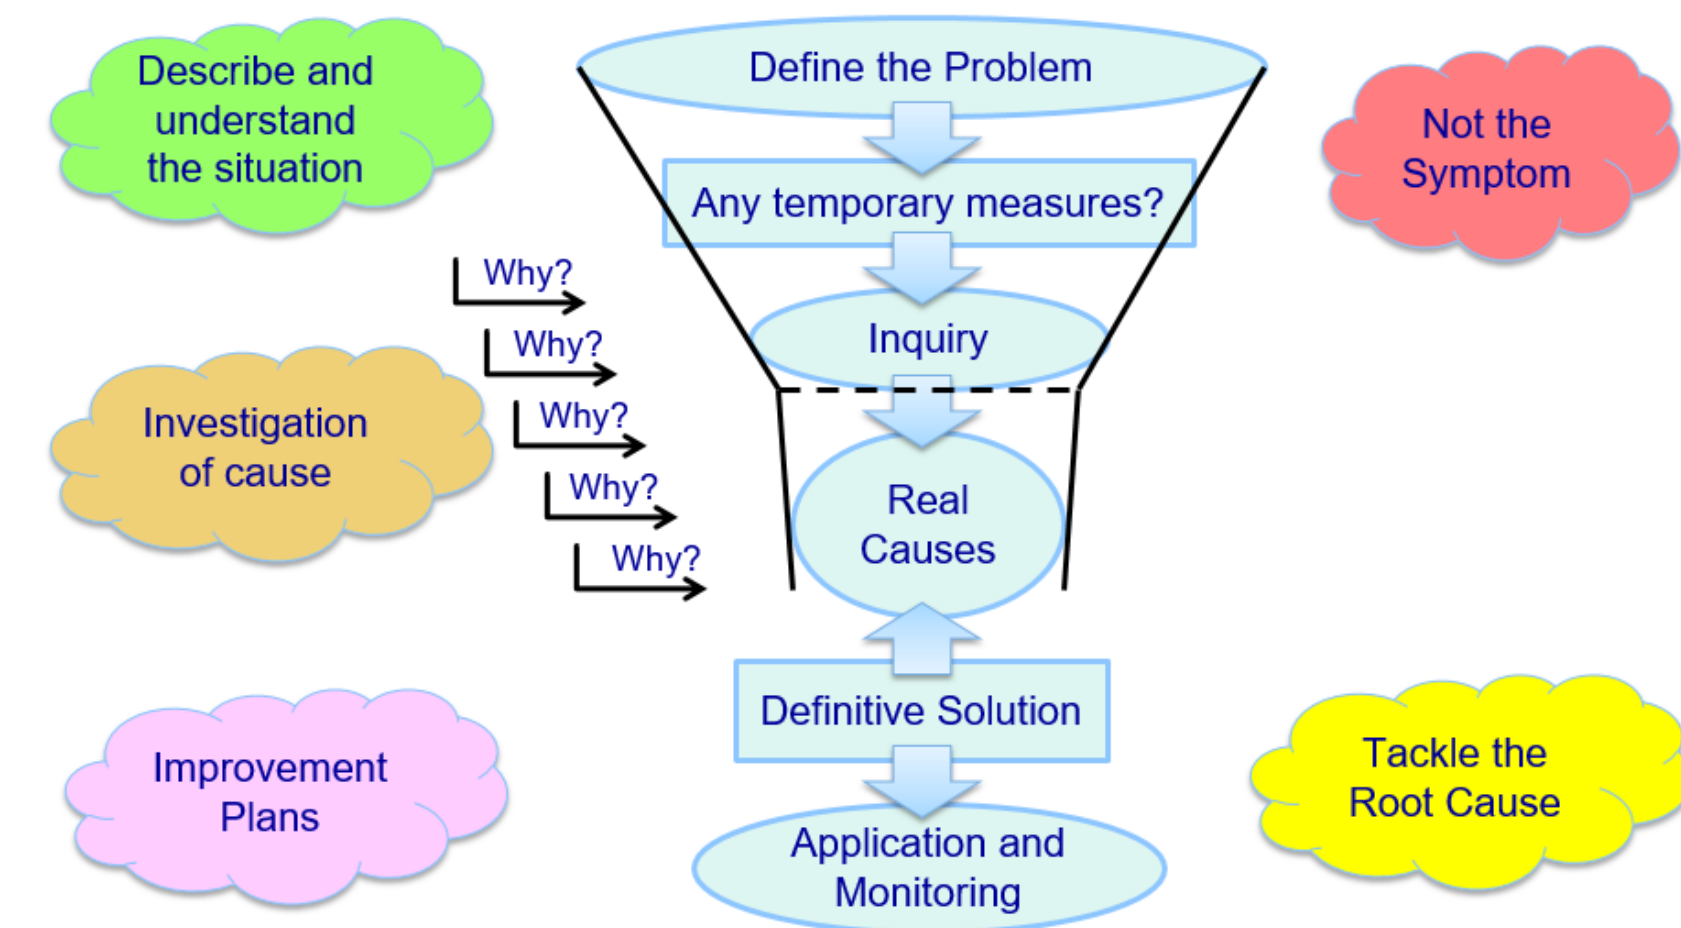 Describe and
understand
the situation
Define the Problem
Not the
Symptom
Any temporary measures?
Why?
Why?
Why?
Why?
Why?
Inquiry
Investigation
of cause
Real
Causes
Definitive Solution
Improvement
Plans
Tackle the
Root Cause
Application and
Monitoring